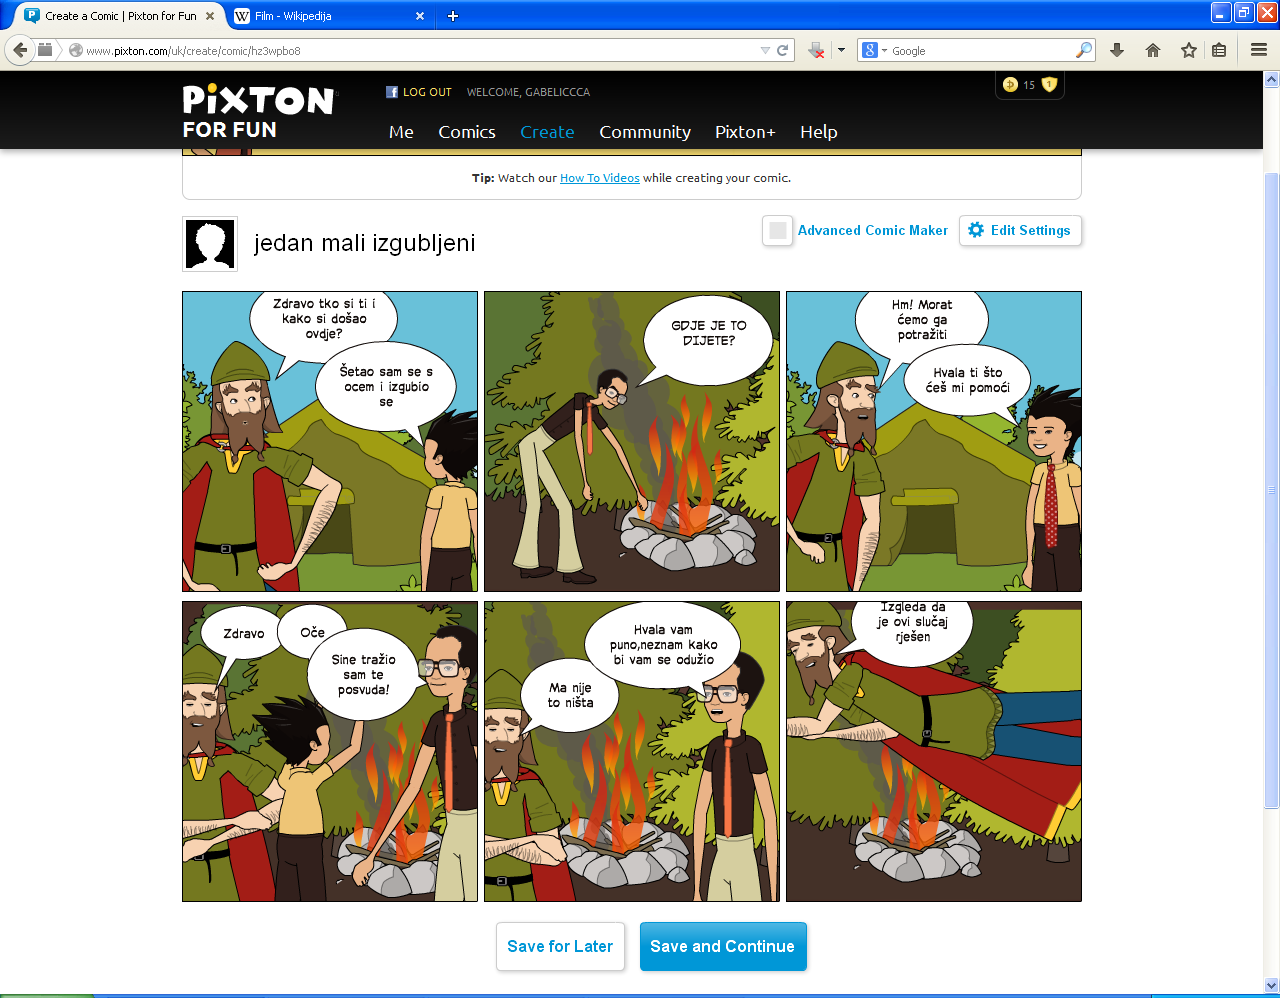 Create a Comic | Pixton for Fun
Film - Wikipedija
www.pixton.com/uk/create/comic/hz3wpbo8
Google
PiXTON
FOR FUN
LOG OUT
WELCOME, GABELICCCA
15
1
Me
Comics
Create
Community
Pixton+
Help
Tip: Watch our How To Videos while creating your comic.
jedan mali izgubljeni
Advanced Comic Maker
Edit Settings
Zdravo tko si ti i
kako si došao
ovdje?
Šetao sam se s
ocem i izgubio
se
GDJE JE TO
DIJETE?
Hm! Morat
ćemo ga
potražiti
Hvala ti što
ćeš mi pomoći
Zdravo
Oče
Sine tražio
sam te
posvuda!
Hvala vam
puno,neznam kako
bi vam se odužio
Ma nije
to ništa
Izgleda da
je ovi slučaj
rješen
Save for Later
Save and Continue